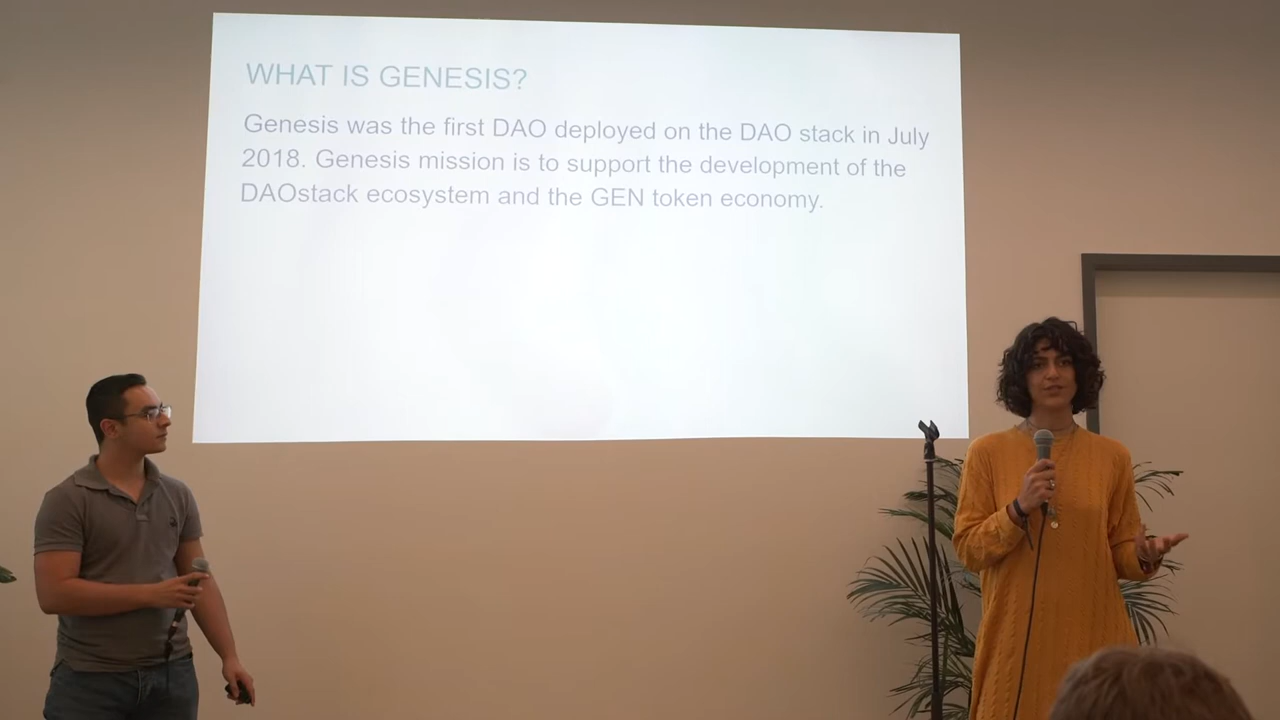 WHAT IS GENESIS?
Genesis was the first DAO deployed on the DAO stack in July
2018. Genesis mission is to support the development of the
DAOstack ecosystem and the GEN token economy.